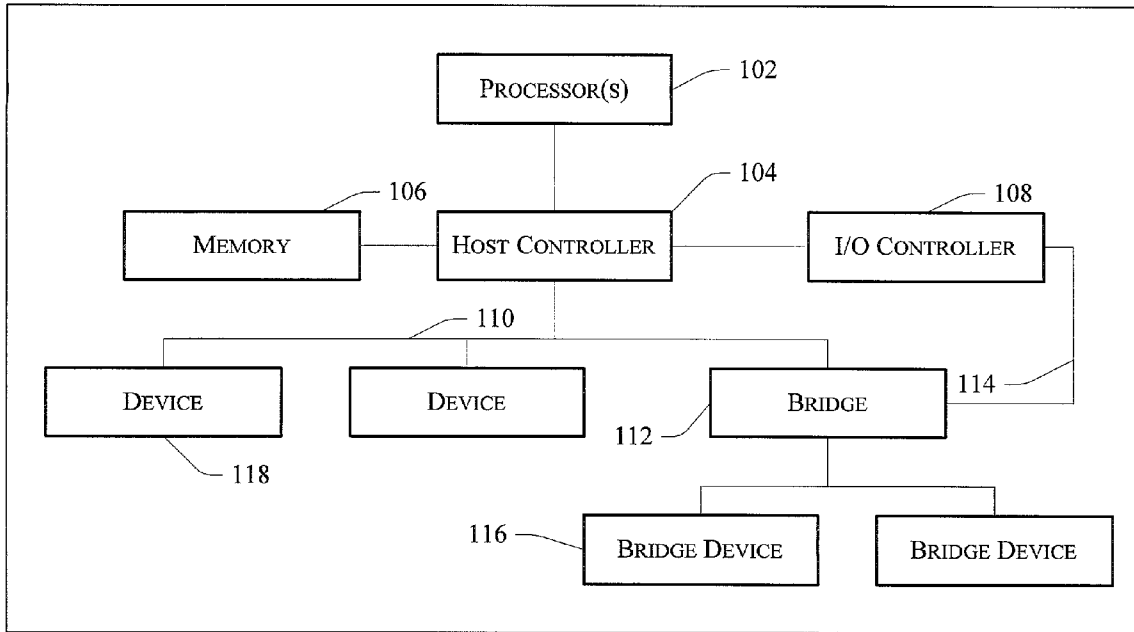 PROCESSOR(S)
102
104
106
108
MEMORY
HOST CONTROLLER
I/O CONTROLLER
110
DEVICE
DEVICE
BRIDGE
114
112
118
116
BRIDGE DEVICE
BRIDGE DEVICE